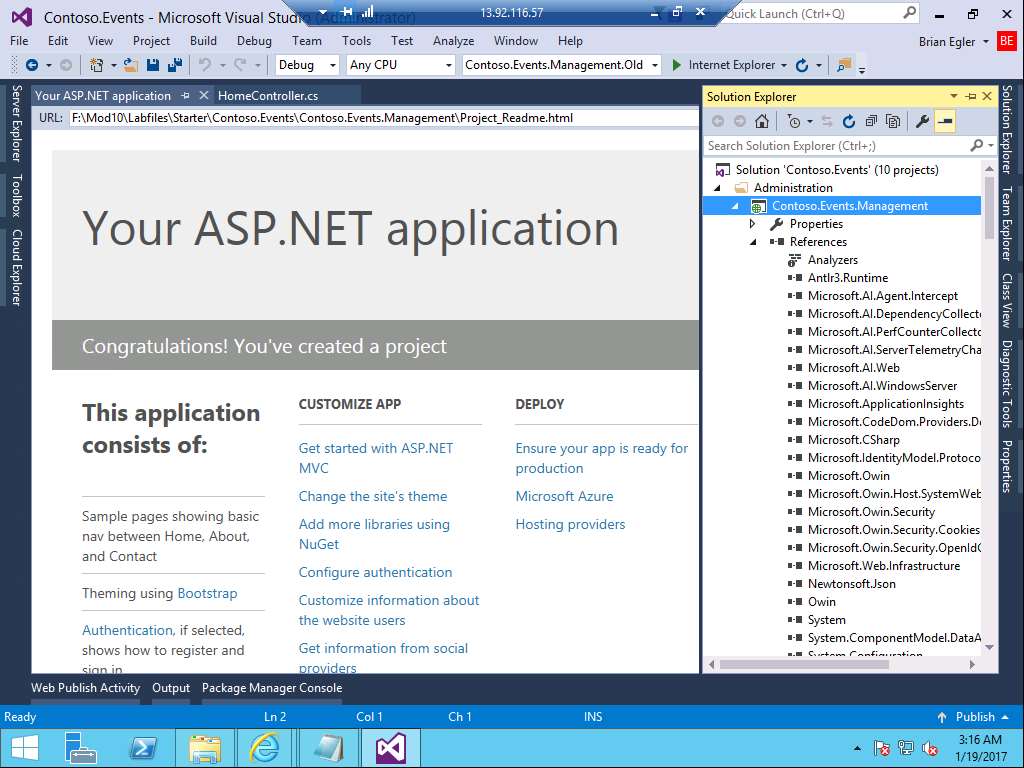 Contoso.Events - Microsoft Visual Studio (Administrator)
13.92.116.57
Quick Launch (Ctrl+Q)
File Edit View Project Build Debug Team Tools Test Analyze Window Help
Brian Egler
BE
Debug Any CPU Contoso.Events.Management.Old Internet Explorer
Server Explorer
Toolbox
Cloud Explorer
Your ASP.NET application
HomeController.cs
URL: F:\Mod10\Labfiles\Starter\Contoso.Events\Contoso.Events.Management\Project_Readme.html
Your ASP.NET application
Congratulations! You've created a project
This application
consists of:
Sample pages showing basic
nav between Home, About,
and Contact
Theming using Bootstrap
Authentication, if selected,
shows how to register and
sign in
CUSTOMIZE APP
Get started with ASP.NET
MVC
Change the site's theme
Add more libraries using
NuGet
Configure authentication
Customize information about
the website users
Get information from social
providers
DEPLOY
Ensure your app is ready for
production
Microsoft Azure
Hosting providers
Solution Explorer
Search Solution Explorer (Ctrl+;)
Solution 'Contoso.Events' (10 projects)
Administration
Contoso.Events.Management
Properties
References
Analyzers
Antlr3.Runtime
Microsoft.AI.Agent.Intercept
Microsoft.AI.DependencyCollecto
Microsoft.AI.PerfCounterCollecto
Microsoft.AI.ServerTelemetryCha
Microsoft.AI.Web
Microsoft.AI.WindowsServer
Microsoft.ApplicationInsights
Microsoft.CodeDom.Providers.Do
Microsoft.CSharp
Microsoft.IdentityModel.Protoco
Microsoft.Owin
Microsoft.Owin.Host.SystemWeb
Microsoft.Owin.Security
Microsoft.Owin.Security.Cookies
Microsoft.Owin.Security.OpenIdC
Microsoft.Web.Infrastructure
Newtonsoft.Json
Owin
System
System.ComponentModel.DataA
System.Configuration
Solution Explorer
Team Explorer
Class View
Diagnostic Tools
Properties
Web Publish Activity Output Package Manager Console
Ready Ln 2 Col 1 Ch 1 INS Publish
3:16 AM
1/19/2017